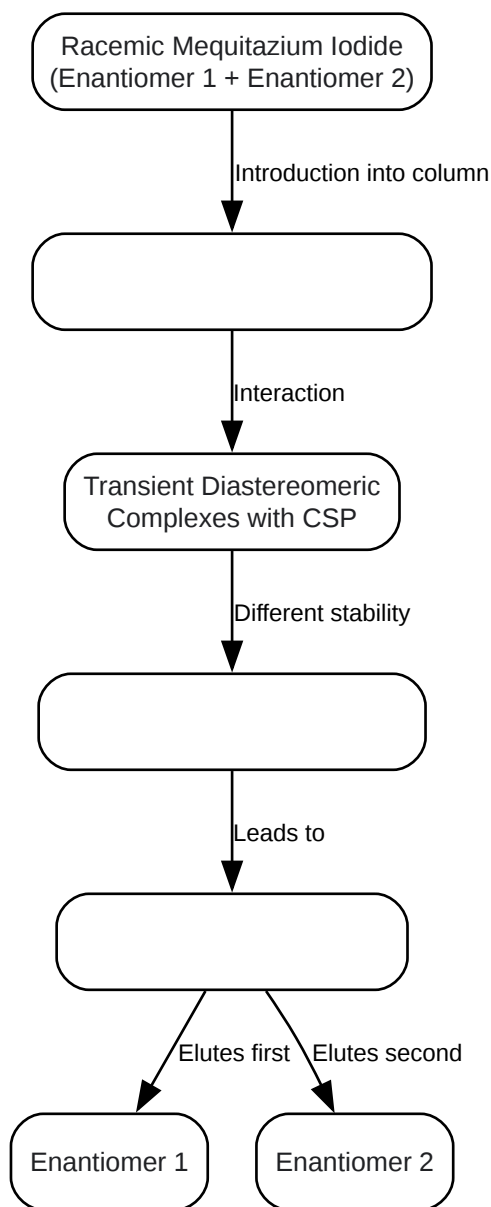 Racemic Mequitazium Iodide
(Enantiomer 1 + Enantiomer 2)
Introduction into column
Interaction
Transient Diastereomeric
Complexes with CSP
Different stability
Leads to
Elutes first
Elutes second
Enantiomer 1
Enantiomer 2